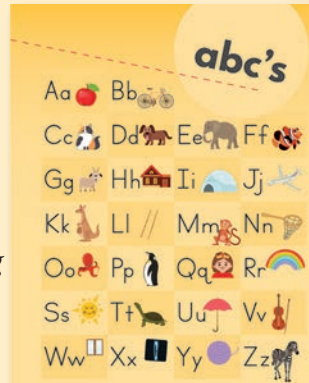 abc's
Aa Bb
Cc Dd Ee Ff
Gg Hh Ii Jj
Kk Ll Mm Nn
Oo Pp Qq Rr
Ss Tt Uu Vv
Ww Xx Yy Zz
g